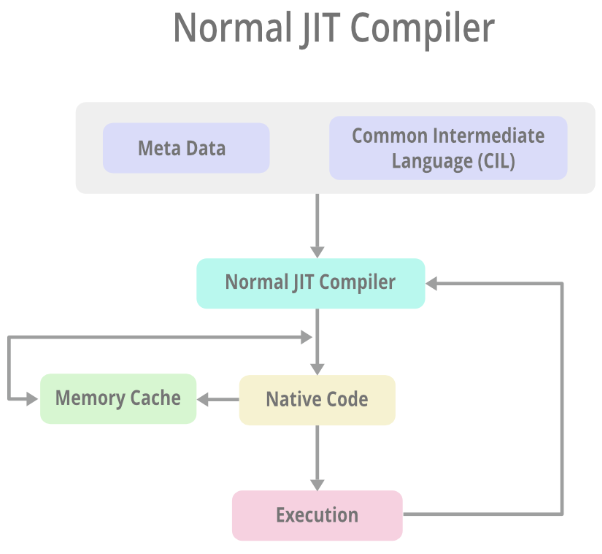 Normal JIT Compiler
Meta Data
Common Intermediate
Language (CIL)
Normal JIT Compiler
Memory Cache
Native Code
Execution